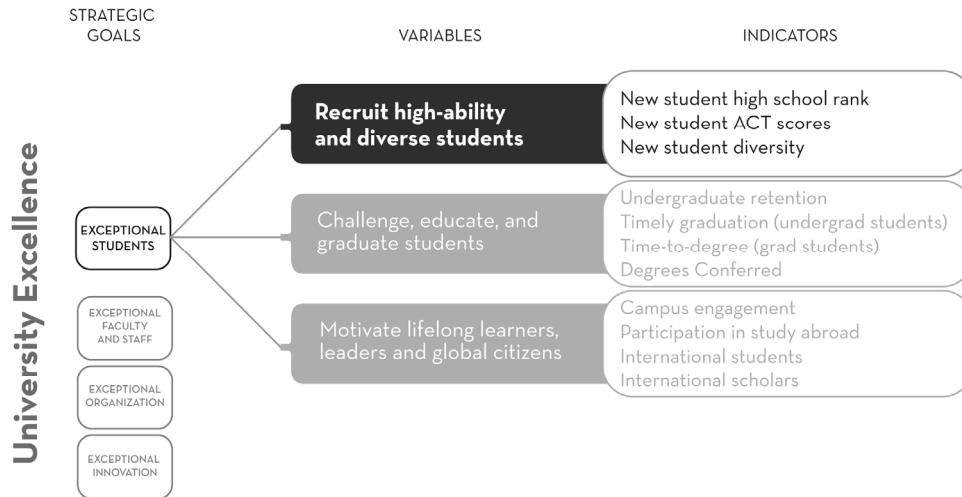 STRATEGIC
GOALS
VARIABLES
INDICATORS
University Excellence
EXCEPTIONAL
STUDENTS
EXCEPTIONAL
FACULTY
AND STAFF
EXCEPTIONAL
ORGANIZATION
EXCEPTIONAL
INNOVATION
Recruit high-ability
and diverse students
New student high school rank
New student ACT scores
New student diversity
Challenge, educate, and
graduate students
Undergraduate retention
Timely graduation (undergrad students)
Time-to-degree (grad students)
Degrees Conferred
Motivate lifelong learners,
leaders and global citizens
Campus engagement
Participation in study abroad
International students
International scholars